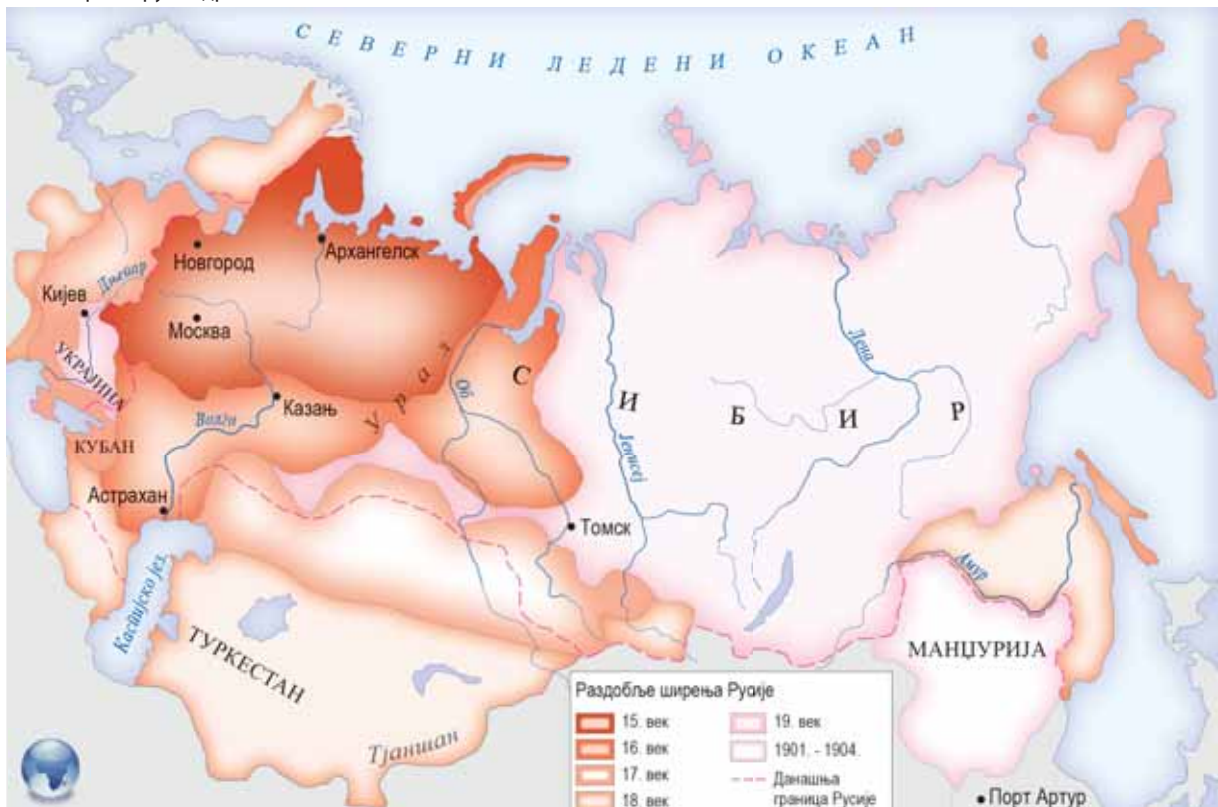 СЕВЕРНИ ЛЕДЕНИ ОКЕАН
Новгород
Архангелск
Дњепар
Кијев
Москва
УКРАЈИНА
Урал
Об
С И Б И Р
Лена
Јенисеј
Казањ
Волга
КУБАН
Астрахан
Томск
Амур
Каспијско јез.
ТУРКЕСТАН
МАНЏУРИЈА
Тјаншан
Порт Артур
Раздобље ширења Русије
15. век
16. век
17. век
18. век
19. век
1901. - 1904.
Данашња
граница Русије